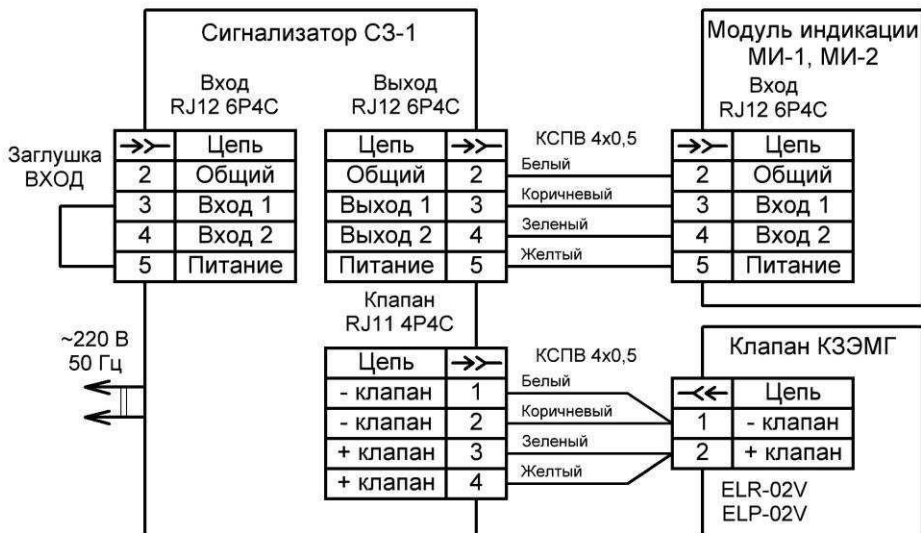 Сигнализатор СЗ-1
Модуль индикации
МИ-1, МИ-2
Вход
RJ12 6P4C
Выход
RJ12 6P4C
Вход
RJ12 6P4C
Заглушка
ВХОД
Цепь
2 Общий
3 Вход 1
4 Вход 2
5 Питание
Цепь
Общий 2
Выход 1 3
Выход 2 4
Питание 5
КСПВ 4х0,5
Белый
Коричневый
Зеленый
Желтый
Цепь
2 Общий
3 Вход 1
4 Вход 2
5 Питание
~220 В
50 Гц
Кпапан
RJ11 4P4C
Цепь
- клапан 1
- клапан 2
+ клапан 3
+ клапан 4
КСПВ 4х0,5
Белый
Коричневый
Зеленый
Желтый
Клапан КЗЭМГ
Цепь
1 - клапан
2 + клапан
ELR-02V
ELP-02V